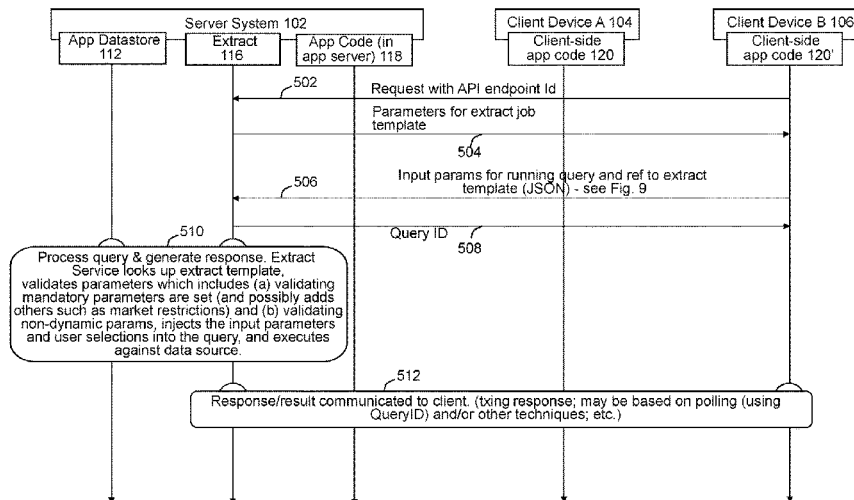 Server System 102
Client Device A 104
Client Device B 106
App Datastore
112
Extract
116
App Code (in
app server) 118
Client-side
app code 120
Client-side
app code 120'
502
Request with API endpoint Id
Parameters for extract job
template
504
506
Input params for running query and ref to extract
template (JSON) - see Fig. 9
Query ID
508
510
Process query & generate response. Extract
Service looks up extract template,
validates parameters which includes (a) validating
mandatory parameters are set (and possibly adds
others such as market restrictions) and (b) validating
non-dynamic params, injects the input parameters
and user selections into the query, and executes
against data source.
512
Response/result communicated to client. (txing response; may be based on polling (using
QueryID) and/or other techniques; etc.)